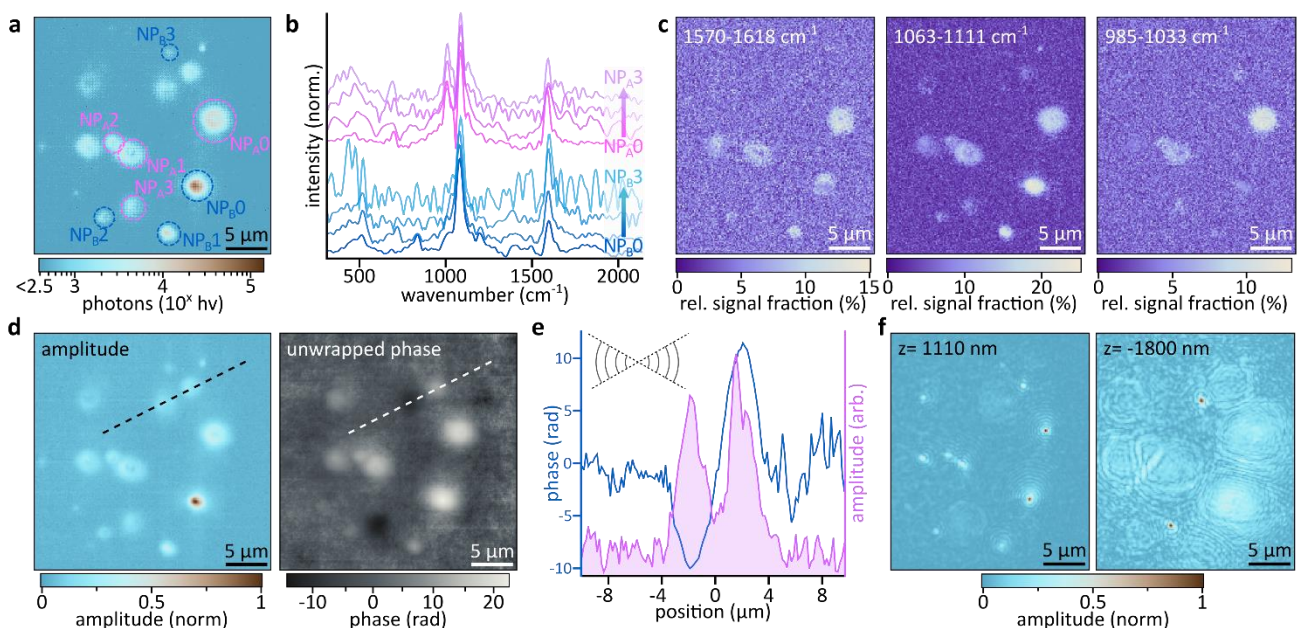 a
NP_B3
NP_A2
NP_A0
NP_A1
NP_A3
NP_B0
NP_B2
NP_B1
5 µm
<2.5 3 4 5
photons (10^x hv)
b
intensity (norm.)
NP_A3
NP_A0
NP_B3
NP_B0
500 1000 1500 2000
wavenumber (cm⁻¹)
c
1570-1618 cm⁻¹
5 µm
0 5 10 15
rel. signal fraction (%)
1063-1111 cm⁻¹
5 µm
0 10 20
rel. signal fraction (%)
985-1033 cm⁻¹
5 µm
0 5 10
rel. signal fraction (%)
d
amplitude
5 µm
0 0.5 1
amplitude (norm)
unwrapped phase
5 µm
-10 0 10 20
phase (rad)
e
phase (rad)
10
5
0
-5
-10
-8 -4 0 4 8
position (µm)
amplitude (arb.)
f
z= 1110 nm
5 µm
z= -1800 nm
5 µm
0 0.5 1
amplitude (norm)